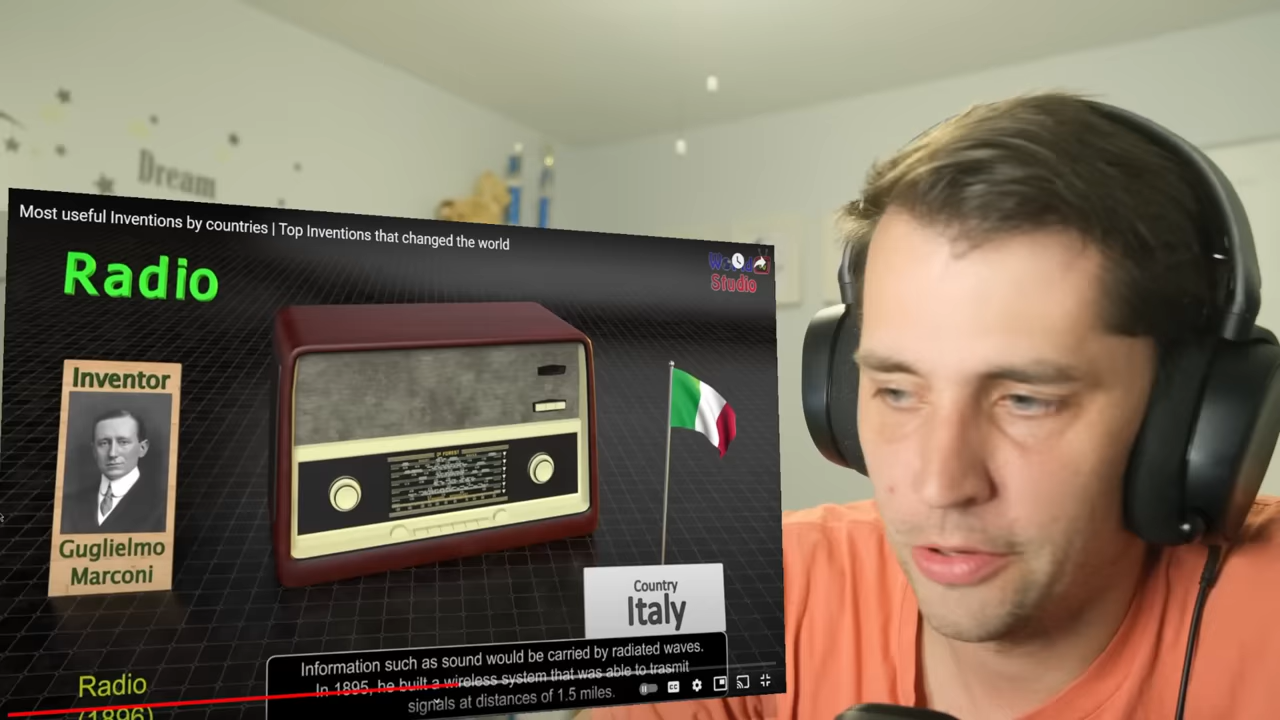 Dream
Most useful Inventions by countries | Top Inventions that changed the world
Radio
Studio
Inventor
Guglielmo
Marconi
Country
Italy
Information such as sound would be carried by radiated waves.
In 1895, he built a wireless system that was able to trasmit
signals at distances of 1.5 miles.
Radio
(1896)